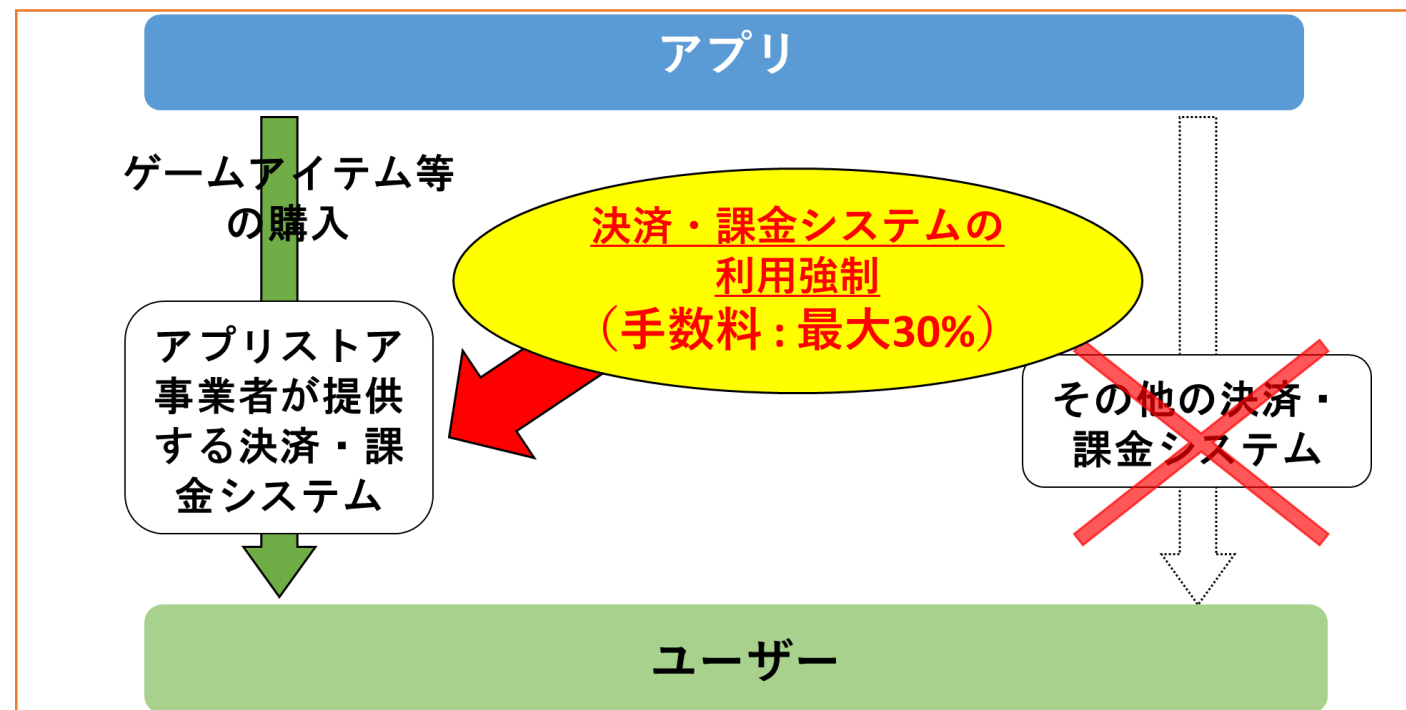 アプリ
ゲームアイテム等
の購入
決済・課金システムの
利用強制
（手数料 : 最大30%）
アプリストア
事業者が提供
する決済・課
金システム
その他の決済・
課金システム
ユーザー